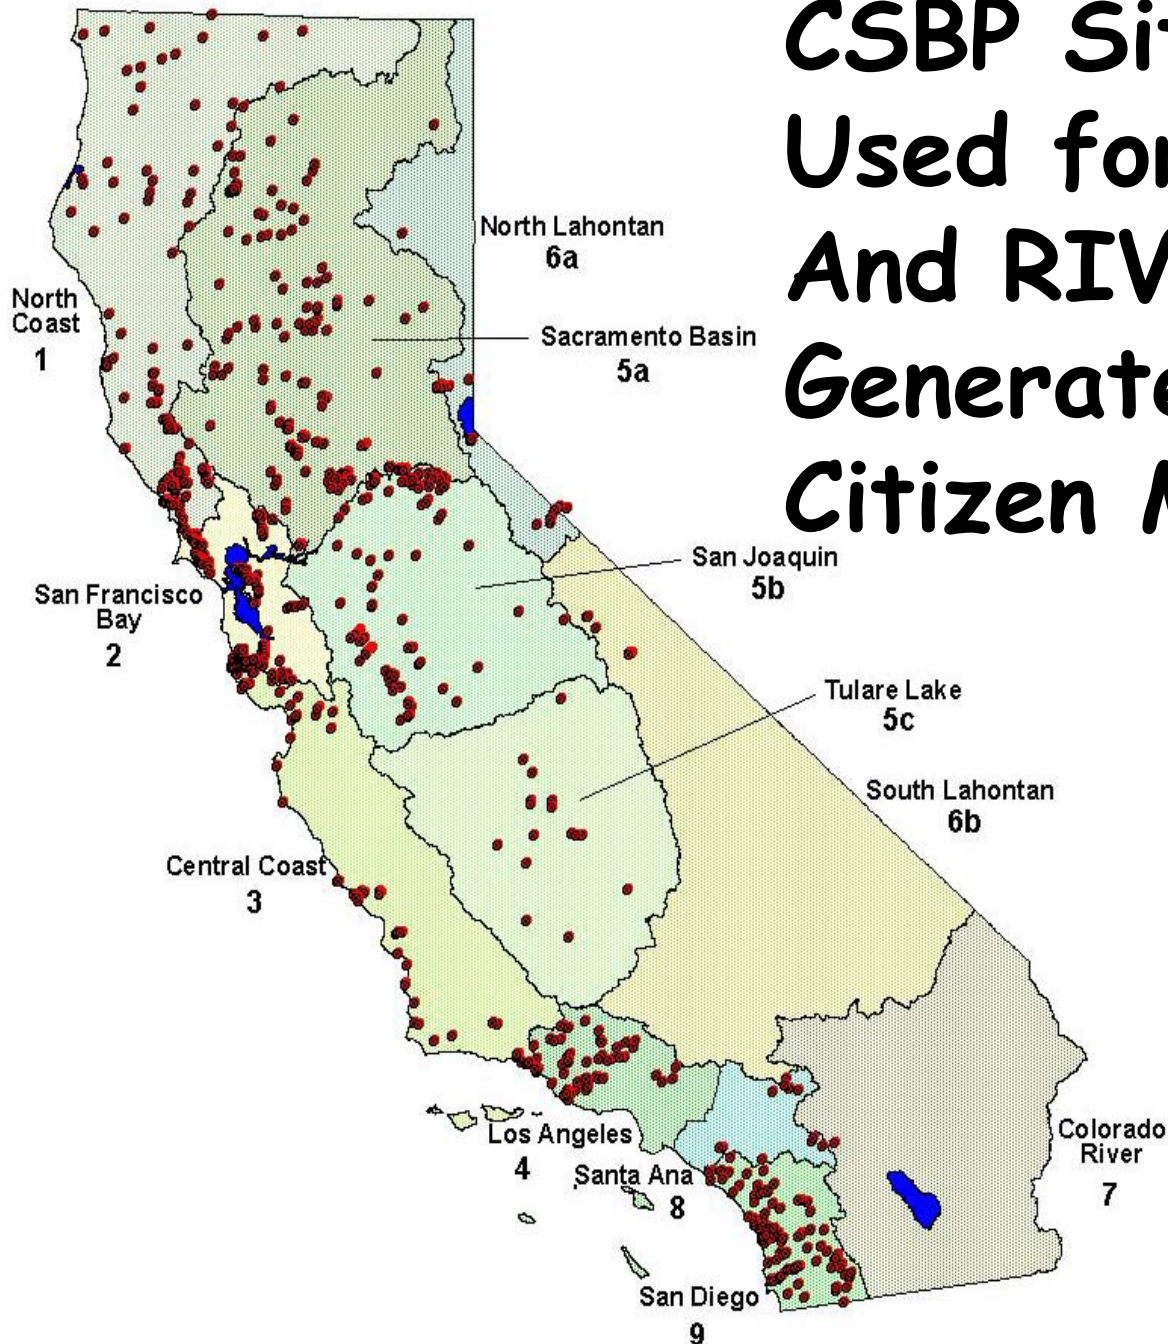 CSBP Sit
Used for
And RIV
Generate
Citizen
North Lahontan
6a
North
Coast
1
Sacramento Basin
5a
San Joaquin
5b
San Francisco
Bay
2
Tulare Lake
5c
South Lahontan
6b
Central Coast
3
Los Angeles
4
Colorado
River
7
Santa Ana
8
San Diego
9